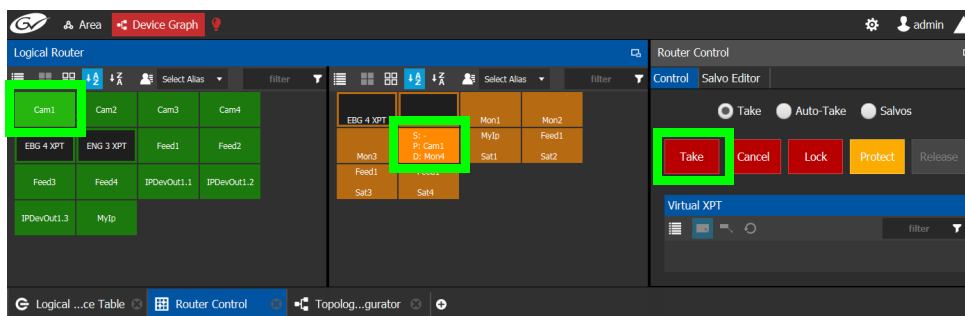 GV Area Device Graph admin
Logical Router Router Control
Select Alias filter Select Alias filter Control Salvo Editor
Cam1 Cam2 Cam3 Cam4
EBG 4 XPT Mon1 Mon2
Take Auto-Take Salvos
EBG 4 XPT ENG 3 XPT Feed1 Feed2
Mon3
S: -
P: Cam1
D: Mon4
MyIp Feed1
Sat1 Sat2
Take Cancel Lock Protect Release
Feed3 Feed4 IPDevOut1.1 IPDevOut1.2
Feed1
Sat3 Sat4
IPDevOut1.3 MyIp
Virtual XPT
filter
Logical ...ce Table Router Control Topolog...gurator